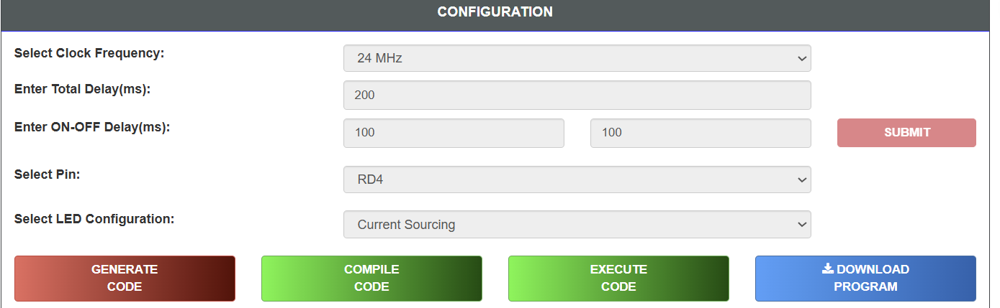 CONFIGURATION
Select Clock Frequency:
24 MHz
Enter Total Delay(ms):
200
Enter ON-OFF Delay(ms):
100
100
SUBMIT
Select Pin:
RD4
Select LED Configuration:
Current Sourcing
GENERATE
CODE
COMPILE
CODE
EXECUTE
CODE
DOWNLOAD
PROGRAM